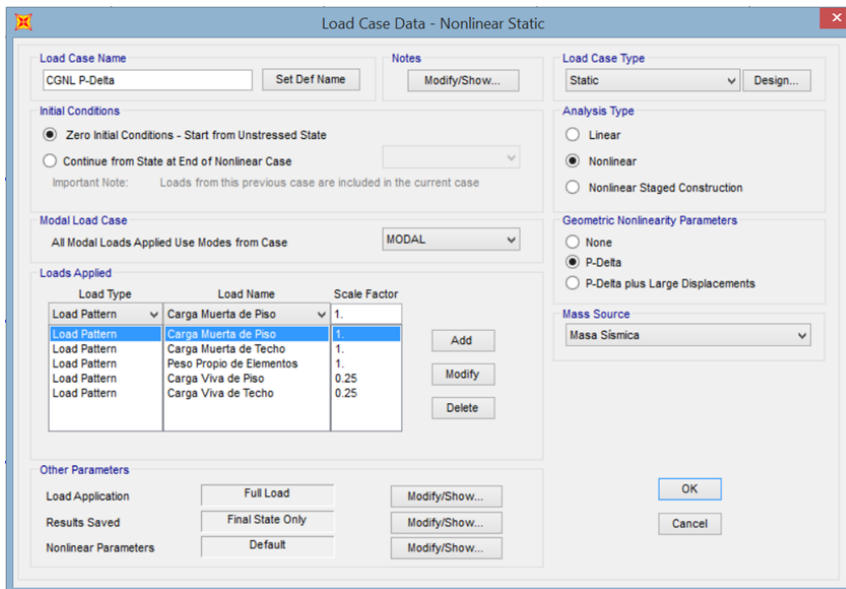 Load Case Data - Nonlinear Static
Load Case Name
CGNL P-Delta
Set Def Name
Notes
Modify/Show...
Load Case Type
Static
Design...
Initial Conditions
Zero Initial Conditions - Start from Unstressed State
Continue from State at End of Nonlinear Case
Important Note: Loads from this previous case are included in the current case
Analysis Type
Linear
Nonlinear
Nonlinear Staged Construction
Modal Load Case
All Modal Loads Applied Use Modes from Case
MODAL
Geometric Nonlinearity Parameters
None
P-Delta
P-Delta plus Large Displacements
Loads Applied
Load Type Load Name Scale Factor
Load Pattern Carga Muerta de Piso 1.
Load Pattern Carga Muerta de Piso 1.
Load Pattern Carga Muerta de Techo 1.
Load Pattern Peso Propio de Elementos 1.
Load Pattern Carga Viva de Piso 0.25
Load Pattern Carga Viva de Techo 0.25
Add
Modify
Delete
Mass Source
Masa Sísmica
Other Parameters
Load Application Full Load Modify/Show...
Results Saved Final State Only Modify/Show...
Nonlinear Parameters Default Modify/Show...
OK
Cancel